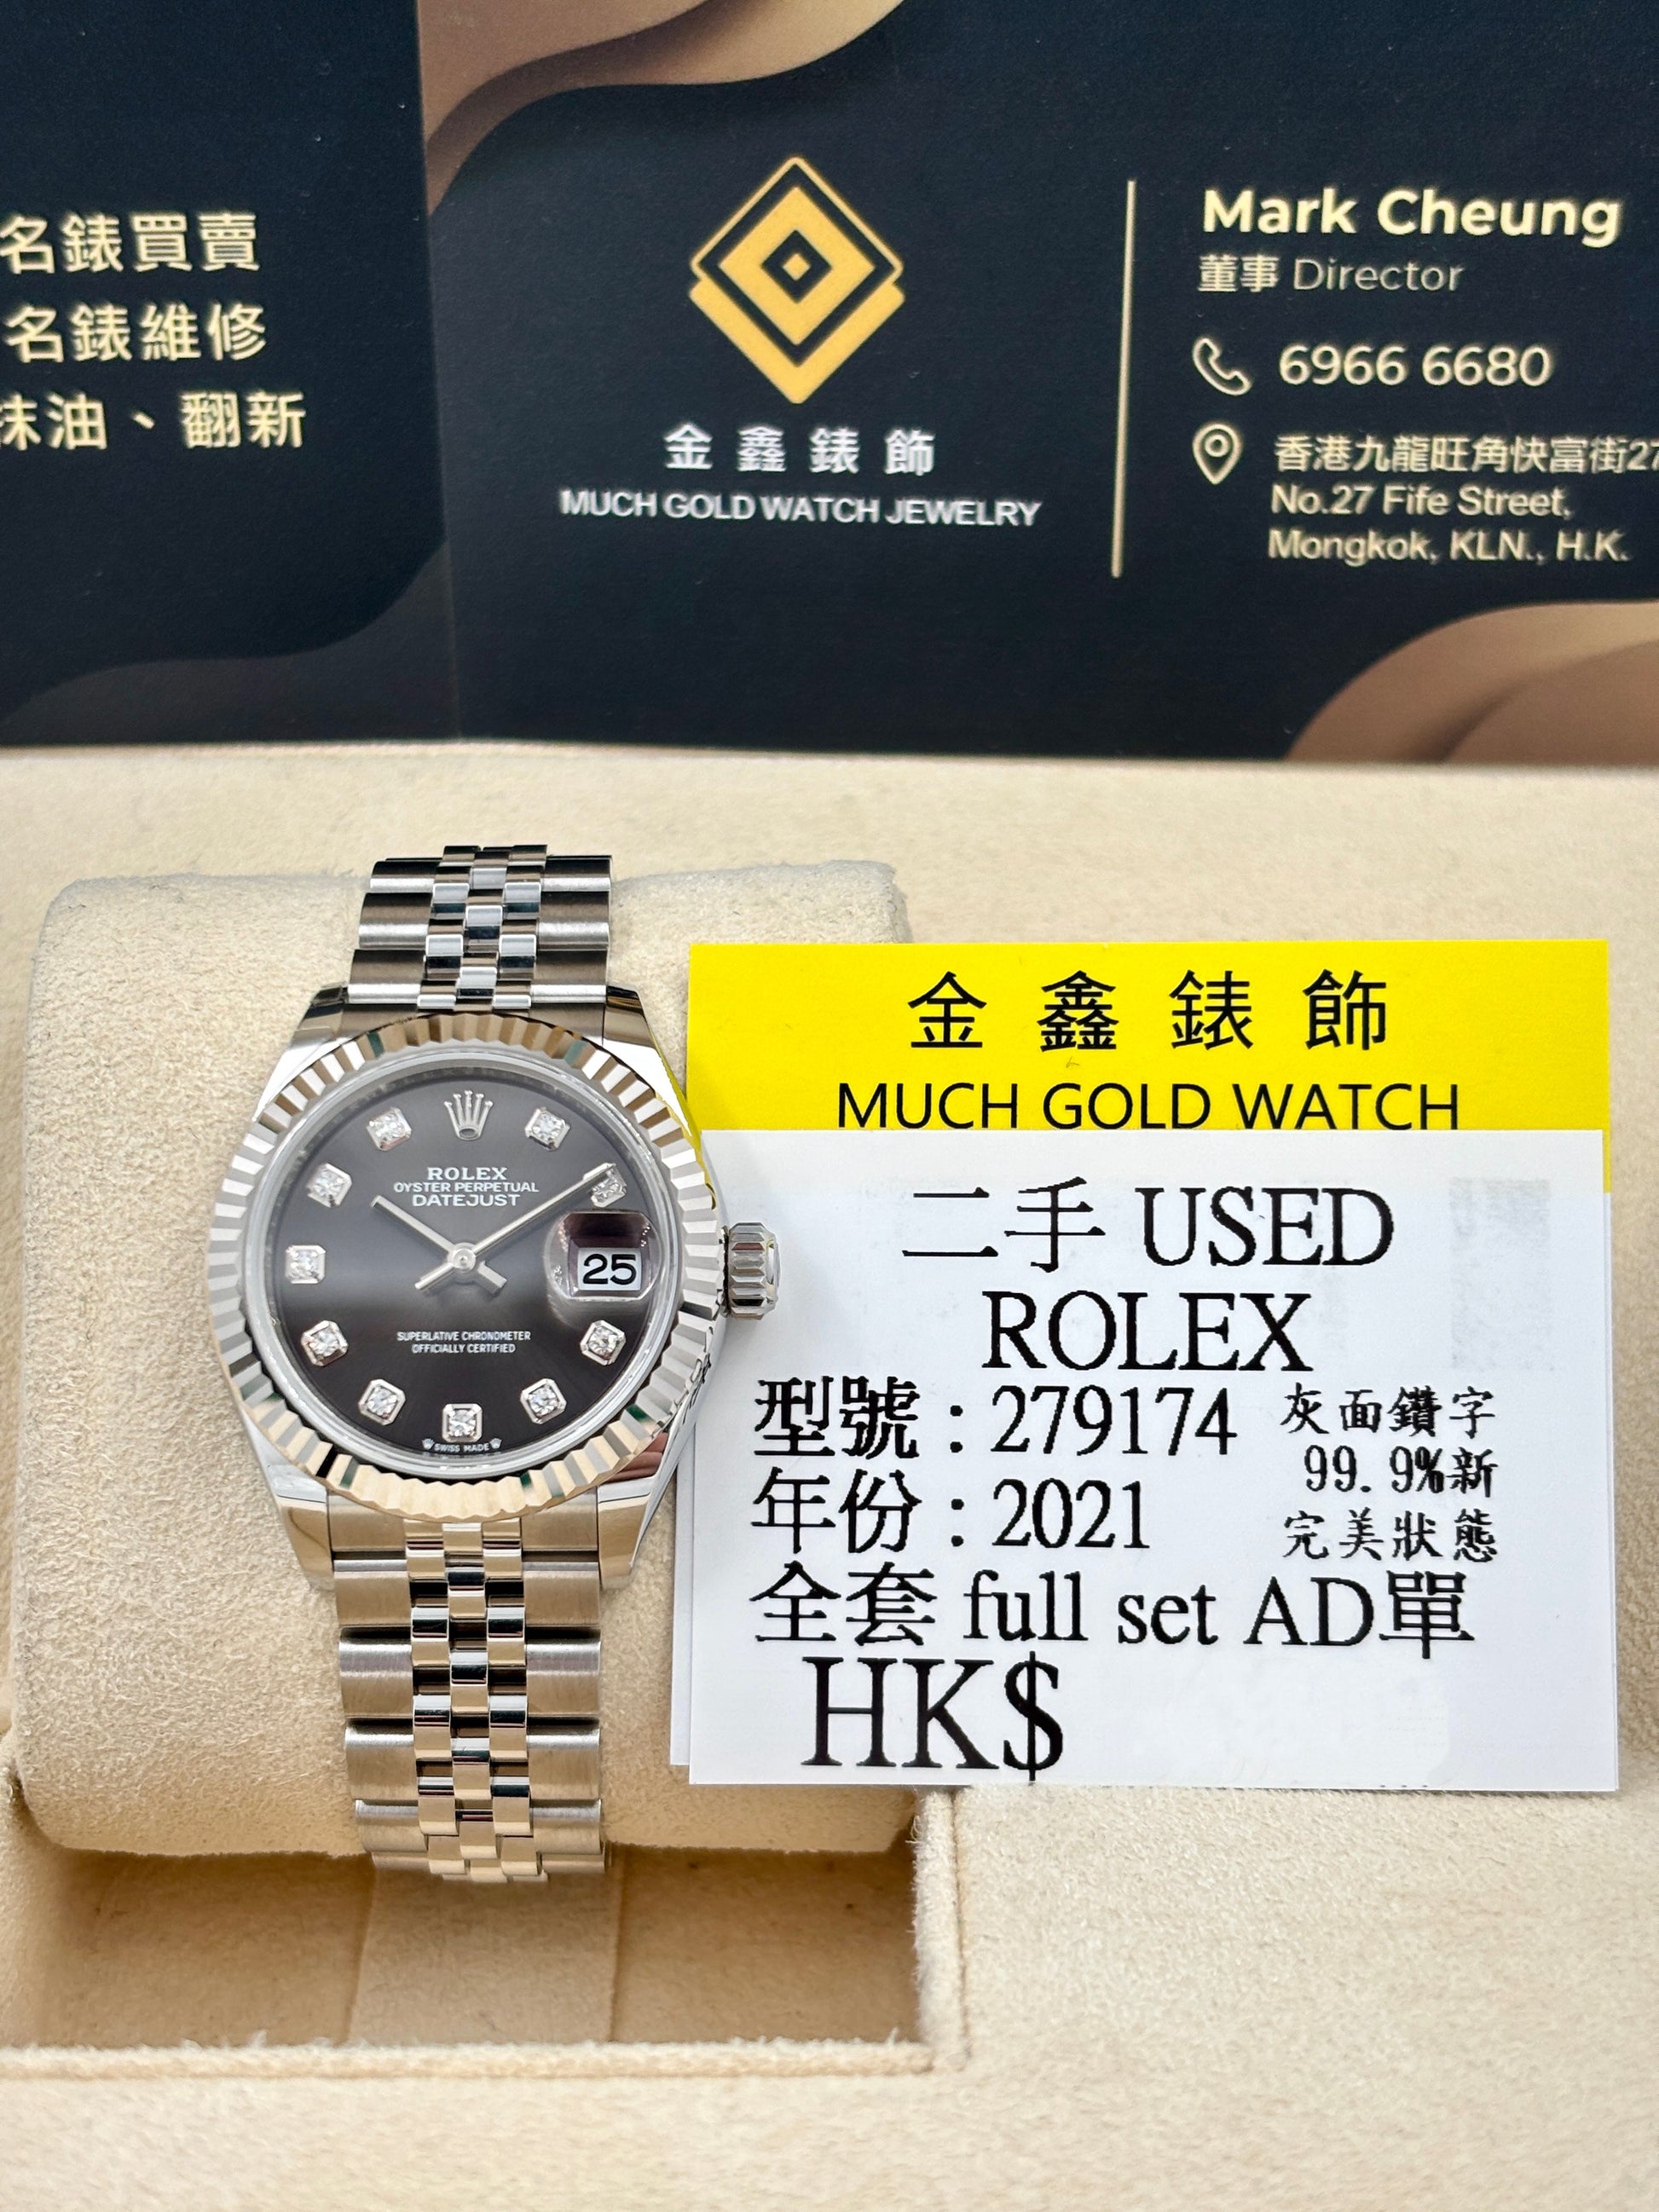 名錶買賣
名錶維修
抹油、翻新
金鑫錶飾
MUCH GOLD WATCH JEWELRY
Mark Cheung
董事 Director
6966 6680
香港九龍旺角快富街27
No.27 Fife Street,
Mongkok, KLN., H.K.
ROLEX
OYSTER PERPETUAL
DATEJUST
25
SUPERLATIVE CHRONOMETER
OFFICIALLY CERTIFIED
SWISS MADE
金鑫錶飾
MUCH GOLD WATCH
二手 USED
ROLEX
型號:279174 灰面鑽字
99.9%新
年份:2021 完美狀態
全套 full set AD單
HK$